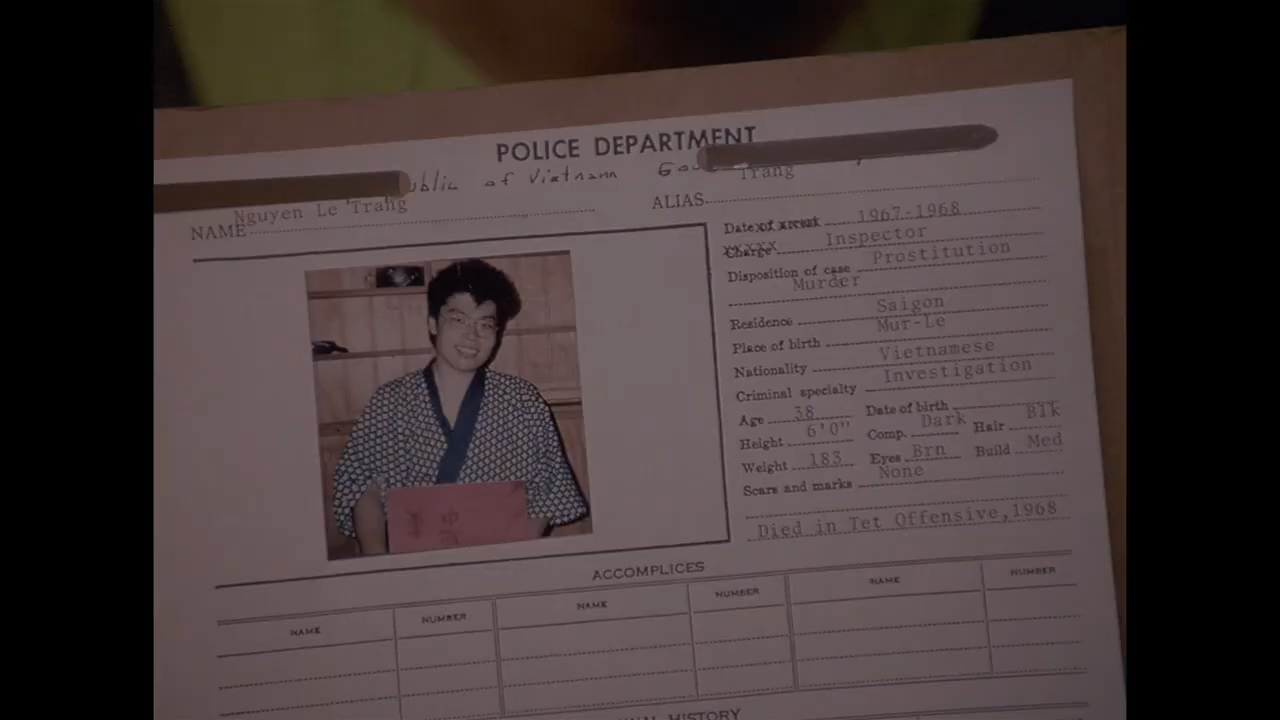 POLICE DEPARTMENT
ublic of Vietnam Gov
NAME Nguyen Le Trang
ALIAS Trang
Date of arrest 1967-1968
Charge Inspector
Disposition of case Prostitution
Murder
Residence Saigon
Place of birth Mur-Le
Nationality Vietnamese
Criminal specialty Investigation
Age 38 Date of birth
Height 6'0" Comp. Dark Hair Blk
Weight 183 Eyes Brn Build Med
Scars and marks None
Died in Tet Offensive, 1968
ACCOMPLICES
NAME NUMBER NAME NUMBER NAME NUMBER
NAL HISTORY